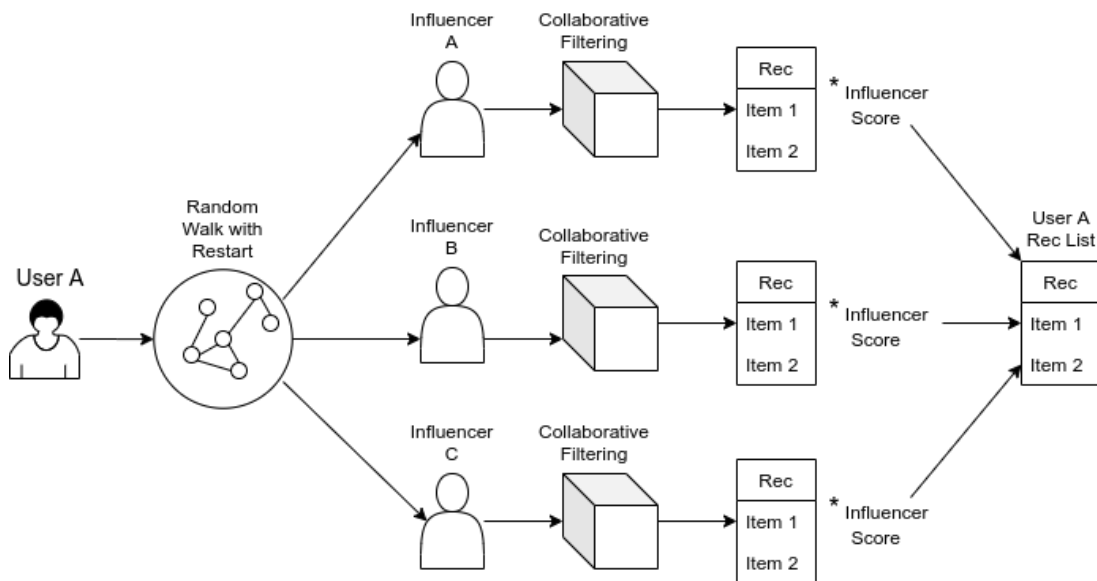 User A
Random
Walk with
Restart
Influencer
A
Collaborative
Filtering
Rec
Item 1
Item 2
* Influencer
Score
Influencer
B
Collaborative
Filtering
Rec
Item 1
Item 2
* Influencer
Score
Influencer
C
Collaborative
Filtering
Rec
Item 1
Item 2
* Influencer
Score
User A
Rec List
Rec
Item 1
Item 2